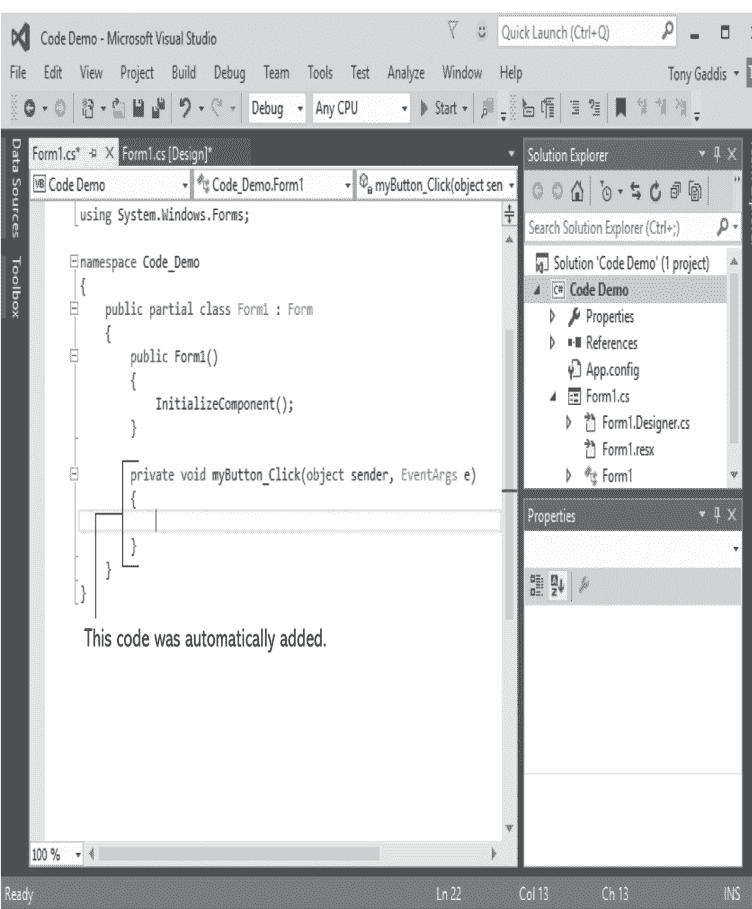 Code Demo - Microsoft Visual Studio
Quick Launch (Ctrl+Q)
File Edit View Project Build Debug Team Tools Test Analyze Window Help
Tony Gaddis
Debug
Any CPU
Start
Data Sources
Toolbox
Form1.cs*
Form1.cs [Design]*
Code Demo
Code_Demo.Form1
myButton_Click(object sen
using System.Windows.Forms;
namespace Code_Demo
{
public partial class Form1 : Form
{
public Form1()
{
InitializeComponent();
}
private void myButton_Click(object sender, EventArgs e)
{
}
}
}
This code was automatically added.
100 %
Solution Explorer
Search Solution Explorer (Ctrl+;)
Solution 'Code Demo' (1 project)
C# Code Demo
Properties
References
App.config
Form1.cs
Form1.Designer.cs
Form1.resx
Form1
Properties
Ready
Ln 22
Col 13
Ch 13
INS